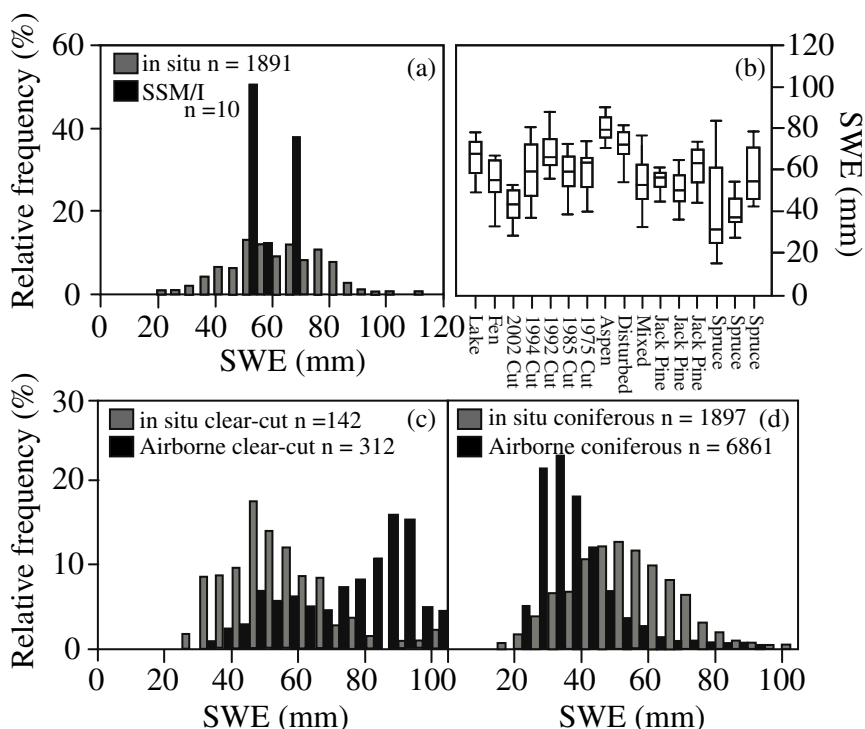 Relative frequency (%)
60
40
20
0
in situ n = 1891
SSM/I
n =10
(a)
0 20 40 60 80 100 120
SWE (mm)
(b)
120
100
80
60
40
20
0
SWE (mm)
Lake
Fen
2002 Cut
1994 Cut
1992 Cut
1985 Cut
1975 Cut
Aspen
Disturbed
Mixed
Jack Pine
Jack Pine
Jack Pine
Spruce
Spruce
Spruce
Relative frequency (%)
30
20
10
0
in situ clear-cut n =142
Airborne clear-cut n = 312
(c)
0 20 40 60 80 100
SWE (mm)
in situ coniferous n = 1897
Airborne coniferous n = 6861
(d)
0 20 40 60 80 100
SWE (mm)